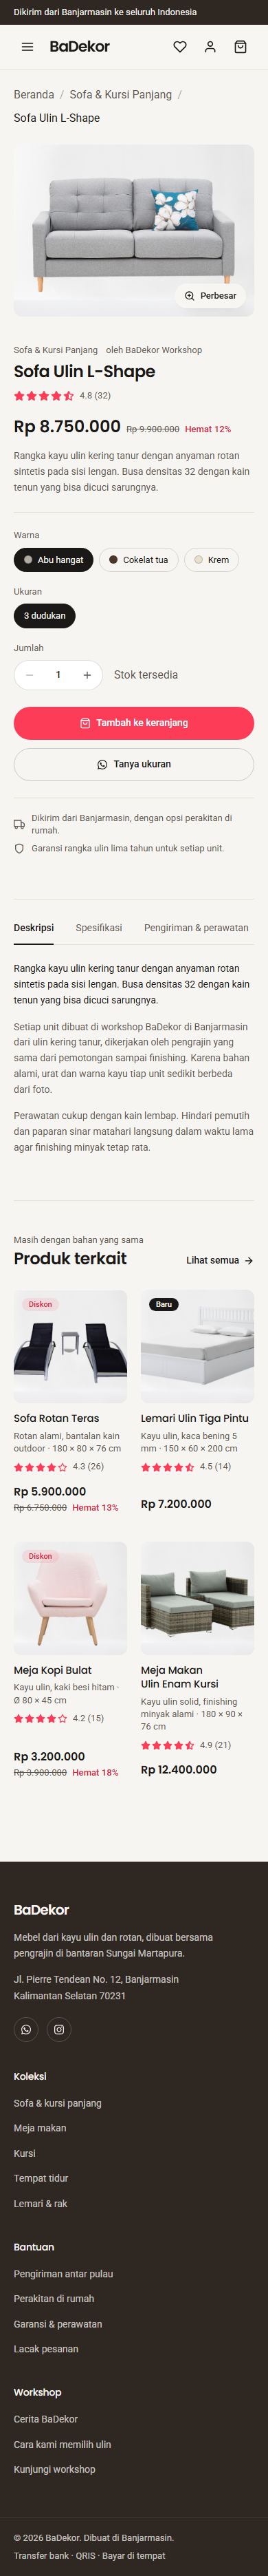 Dikirim dari Banjarmasin ke seluruh Indonesia
BaDekor
Beranda / Sofa & Kursi Panjang /
Sofa Ulin L-Shape
Perbesar
Sofa & Kursi Panjang oleh BaDekor Workshop
Sofa Ulin L-Shape
4.8 (32)
Rp 8.750.000 Rp 9.900.000 Hemat 12%
Rangka kayu ulin kering tanur dengan anyaman rotan
sintetis pada sisi lengan. Busa densitas 32 dengan kain
tenun yang bisa dicuci sarungnya.
Warna
Abu hangat
Cokelat tua
Krem
Ukuran
3 dudukan
Jumlah
1
Stok tersedia
Tambah ke keranjang
Tanya ukuran
Dikirim dari Banjarmasin, dengan opsi perakitan di
rumah.
Garansi rangka ulin lima tahun untuk setiap unit.
Deskripsi Spesifikasi Pengiriman & perawatan
Rangka kayu ulin kering tanur dengan anyaman rotan
sintetis pada sisi lengan. Busa densitas 32 dengan kain
tenun yang bisa dicuci sarungnya.
Setiap unit dibuat di workshop BaDekor di Banjarmasin
dari ulin kering tanur, dikerjakan oleh pengrajin yang
sama dari pemotongan sampai finishing. Karena bahan
alami, urat dan warna kayu tiap unit sedikit berbeda
dari foto.
Perawatan cukup dengan kain lembap. Hindari pemutih
dan paparan sinar matahari langsung dalam waktu lama
agar finishing minyak tetap rata.
Masih dengan bahan yang sama
Produk terkait
Lihat semua
Diskon
Sofa Rotan Teras
Rotan alami, bantalan kain
outdoor · 180 × 80 × 76 cm
4.3 (26)
Rp 5.900.000
Rp 6.750.000 Hemat 13%
Baru
Lemari Ulin Tiga Pintu
Kayu ulin, kaca bening 5
mm · 150 × 60 × 200 cm
4.5 (14)
Rp 7.200.000
Diskon
Meja Kopi Bulat
Kayu ulin, kaki besi hitam ·
Ø 80 × 45 cm
4.2 (15)
Rp 3.200.000
Rp 3.900.000 Hemat 18%
Meja Makan
Ulin Enam Kursi
Kayu ulin solid, finishing
minyak alami · 180 × 90 ×
76 cm
4.9 (21)
Rp 12.400.000
BaDekor
Mebel dari kayu ulin dan rotan, dibuat bersama
pengrajin di bantaran Sungai Martapura.
Jl. Pierre Tendean No. 12, Banjarmasin
Kalimantan Selatan 70231
Koleksi
Sofa & kursi panjang
Meja makan
Kursi
Tempat tidur
Lemari & rak
Bantuan
Pengiriman antar pulau
Perakitan di rumah
Garansi & perawatan
Lacak pesanan
Workshop
Cerita BaDekor
Cara kami memilih ulin
Kunjungi workshop
© 2026 BaDekor. Dibuat di Banjarmasin.
Transfer bank · QRIS · Bayar di tempat